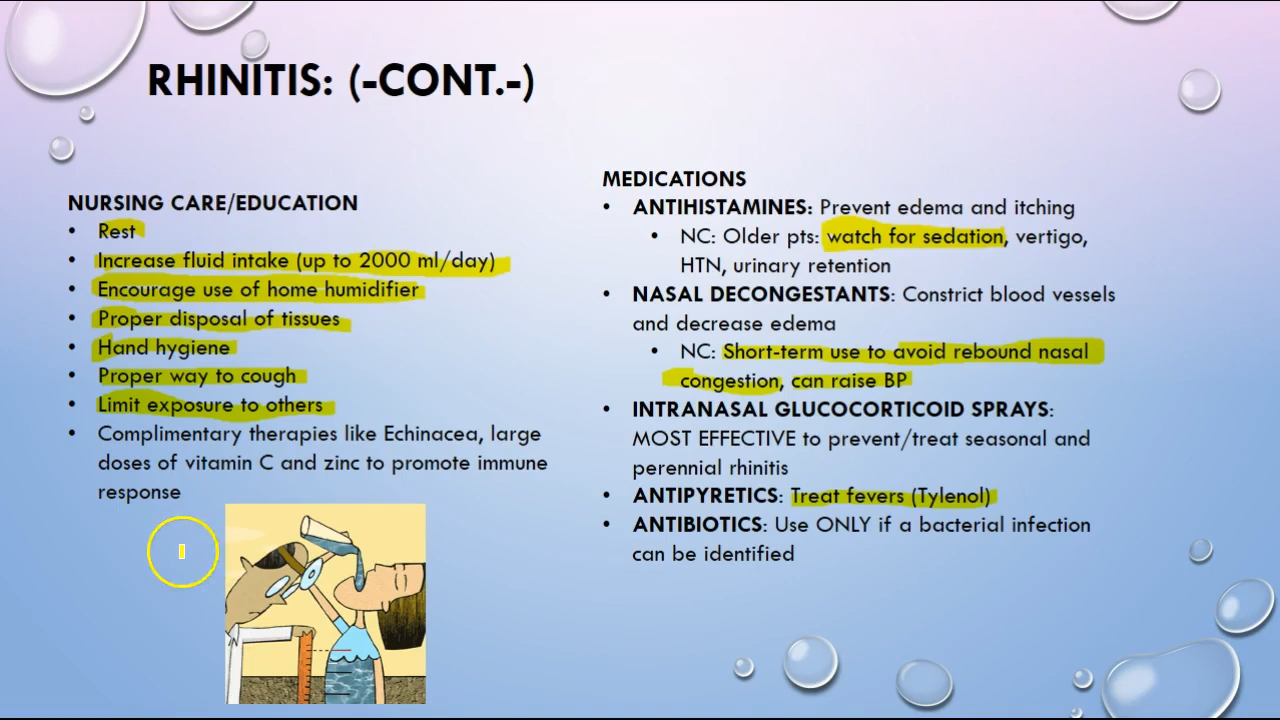 RHINITIS: (-CONT.-)
NURSING CARE/EDUCATION
• Rest
• Increase fluid intake (up to 2000 ml/day)
• Encourage use of home humidifier
• Proper disposal of tissues
• Hand hygiene
• Proper way to cough
• Limit exposure to others
• Complimentary therapies like Echinacea, large
doses of vitamin C and zinc to promote immune
response
MEDICATIONS
• ANTIHISTAMINES: Prevent edema and itching
• NC: Older pts: watch for sedation, vertigo,
HTN, urinary retention
• NASAL DECONGESTANTS: Constrict blood vessels
and decrease edema
• NC: Short-term use to avoid rebound nasal
congestion, can raise BP
• INTRANASAL GLUCOCORTICOID SPRAYS:
MOST EFFECTIVE to prevent/treat seasonal and
perennial rhinitis
• ANTIPYRETICS: Treat fevers (Tylenol)
• ANTIBIOTICS: Use ONLY if a bacterial infection
can be identified